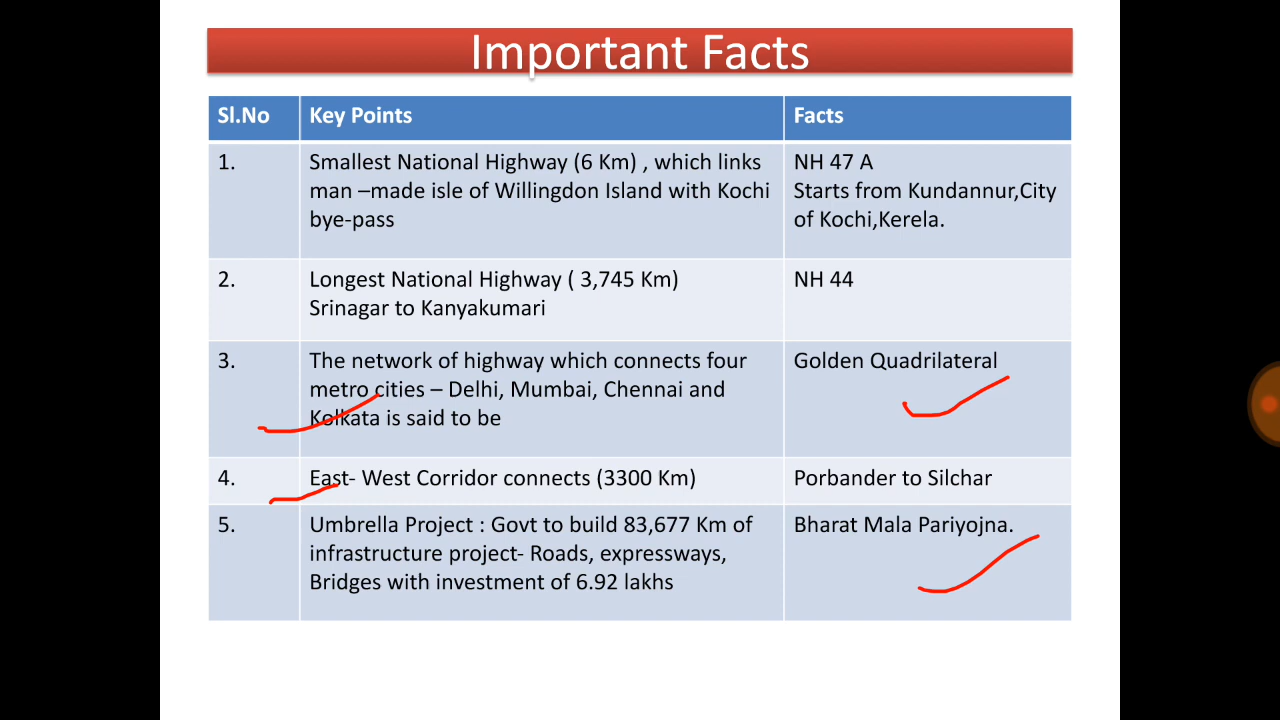 Important Facts
Sl.No Key Points Facts
1. Smallest National Highway (6 Km) , which links NH 47 A
man –made isle of Willingdon Island with Kochi Starts from Kundannur,City
bye-pass of Kochi,Kerela.
2. Longest National Highway ( 3,745 Km) NH 44
Srinagar to Kanyakumari
3. The network of highway which connects four Golden Quadrilateral
metro cities – Delhi, Mumbai, Chennai and
Kolkata is said to be
4. East- West Corridor connects (3300 Km) Porbander to Silchar
5. Umbrella Project : Govt to build 83,677 Km of Bharat Mala Pariyojna.
infrastructure project- Roads, expressways,
Bridges with investment of 6.92 lakhs